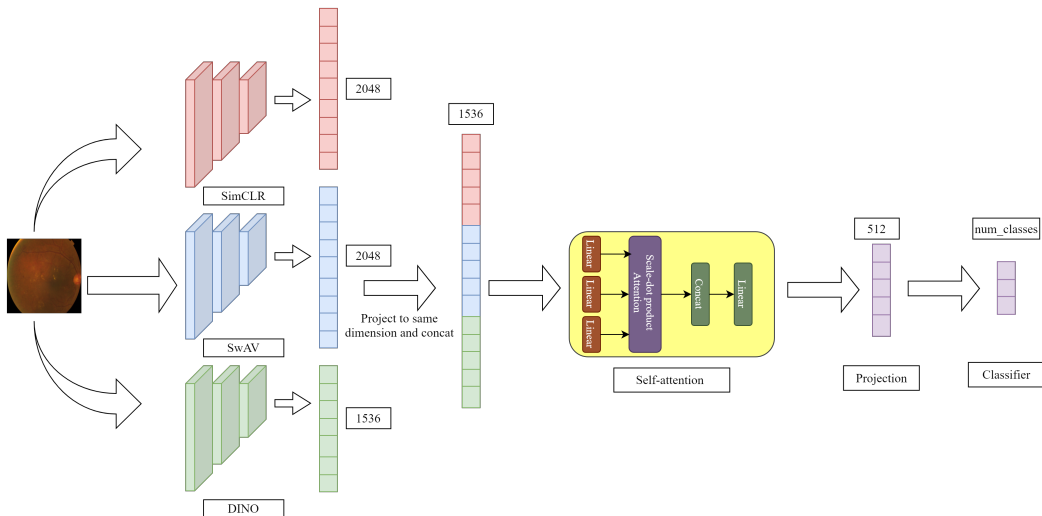 2048
SimCLR
2048
SwAV
1536
DINO
Project to same
dimension and concat
1536
Linear
Linear
Linear
Scale-dot product
Attention
Concat
Linear
Self-attention
512
Projection
num_classes
Classifier